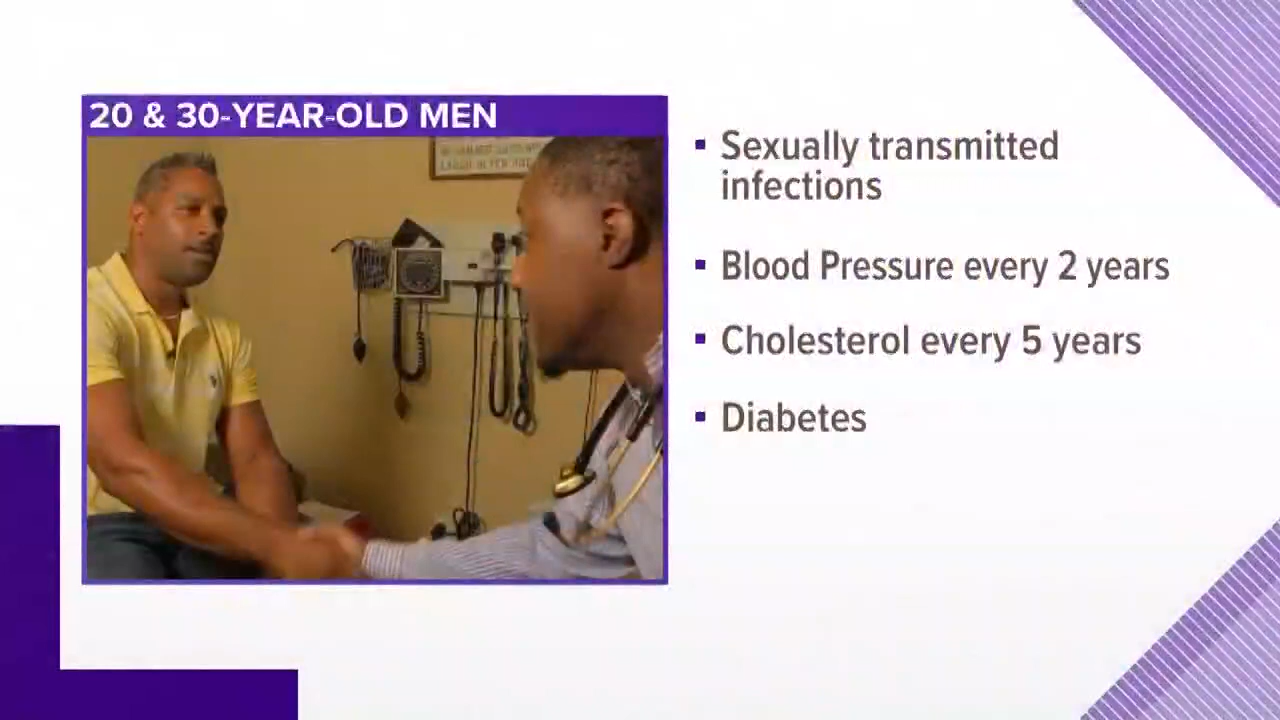 20 & 30-YEAR-OLD MEN
Sexually transmitted
infections
Blood Pressure every 2 years
Cholesterol every 5 years
Diabetes